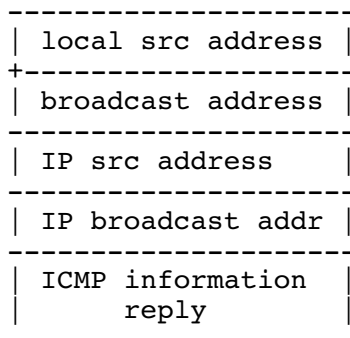 ---------------------
| local src address |
+--------------------
| broadcast address |
---------------------
| IP src address    |
---------------------
| IP broadcast addr |
---------------------
| ICMP information  |
|      reply        |